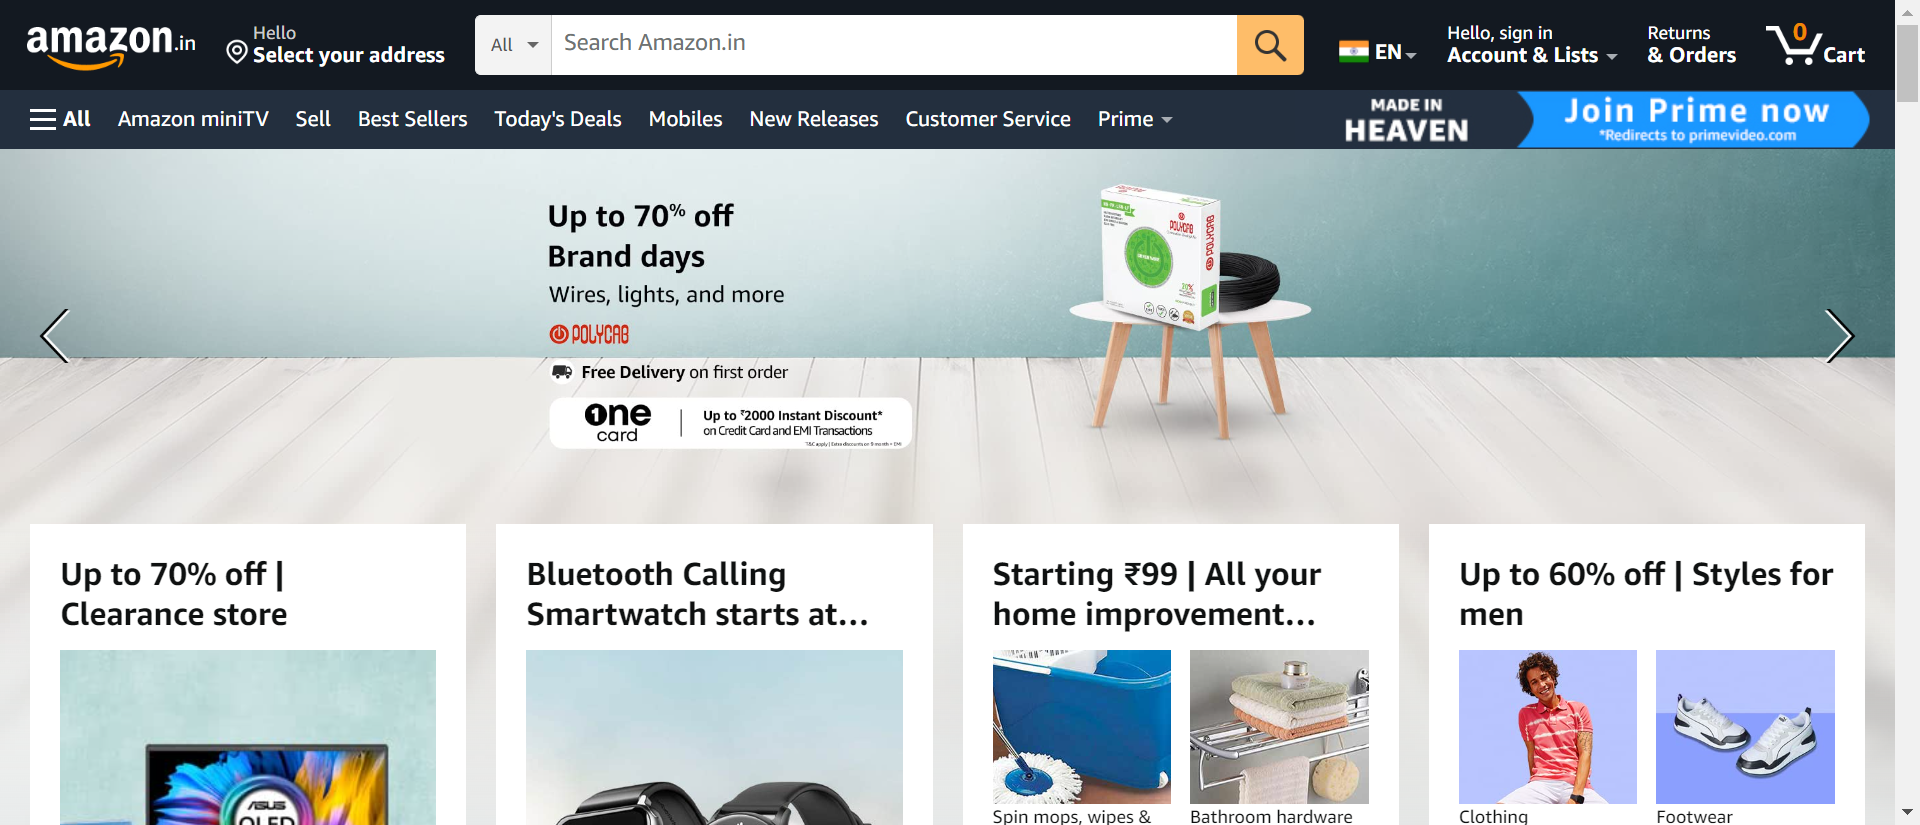 amazon.in
Hello
Select your address
All
Search Amazon.in
EN
Hello, sign in
Account & Lists
Returns
& Orders
0
Cart
All
Amazon miniTV
Sell
Best Sellers
Today's Deals
Mobiles
New Releases
Customer Service
Prime
MADE IN
HEAVEN
Join Prime now
*Redirects to primevideo.com
Up to 70% off
Brand days
Wires, lights, and more
POLYCAB
Free Delivery on first order
one
card
Up to ₹2000 Instant Discount*
on Credit Card and EMI Transactions
POLYCAB
POLYCAB
Up to 70% off |
Clearance store
Bluetooth Calling
Smartwatch starts at...
Starting ₹99 | All your
home improvement...
Up to 60% off | Styles for
men
ASUS
OLED
Spin mops, wipes &
Bathroom hardware
Clothing
Footwear